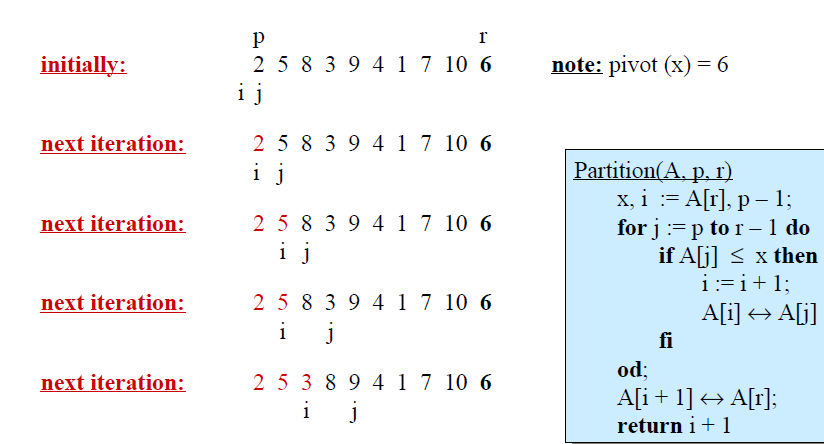 p r
initially: 2 5 8 3 9 4 1 7 10 6 note: pivot (x) = 6
i j
next iteration: 2 5 8 3 9 4 1 7 10 6
i j
next iteration: 2 5 8 3 9 4 1 7 10 6
i j
next iteration: 2 5 8 3 9 4 1 7 10 6
i j
next iteration: 2 5 3 8 9 4 1 7 10 6
i j
Partition(A, p, r)
x, i := A[r], p – 1;
for j := p to r – 1 do
if A[j] ≤ x then
i := i + 1;
A[i] ↔ A[j]
fi
od;
A[i + 1] ↔ A[r];
return i + 1